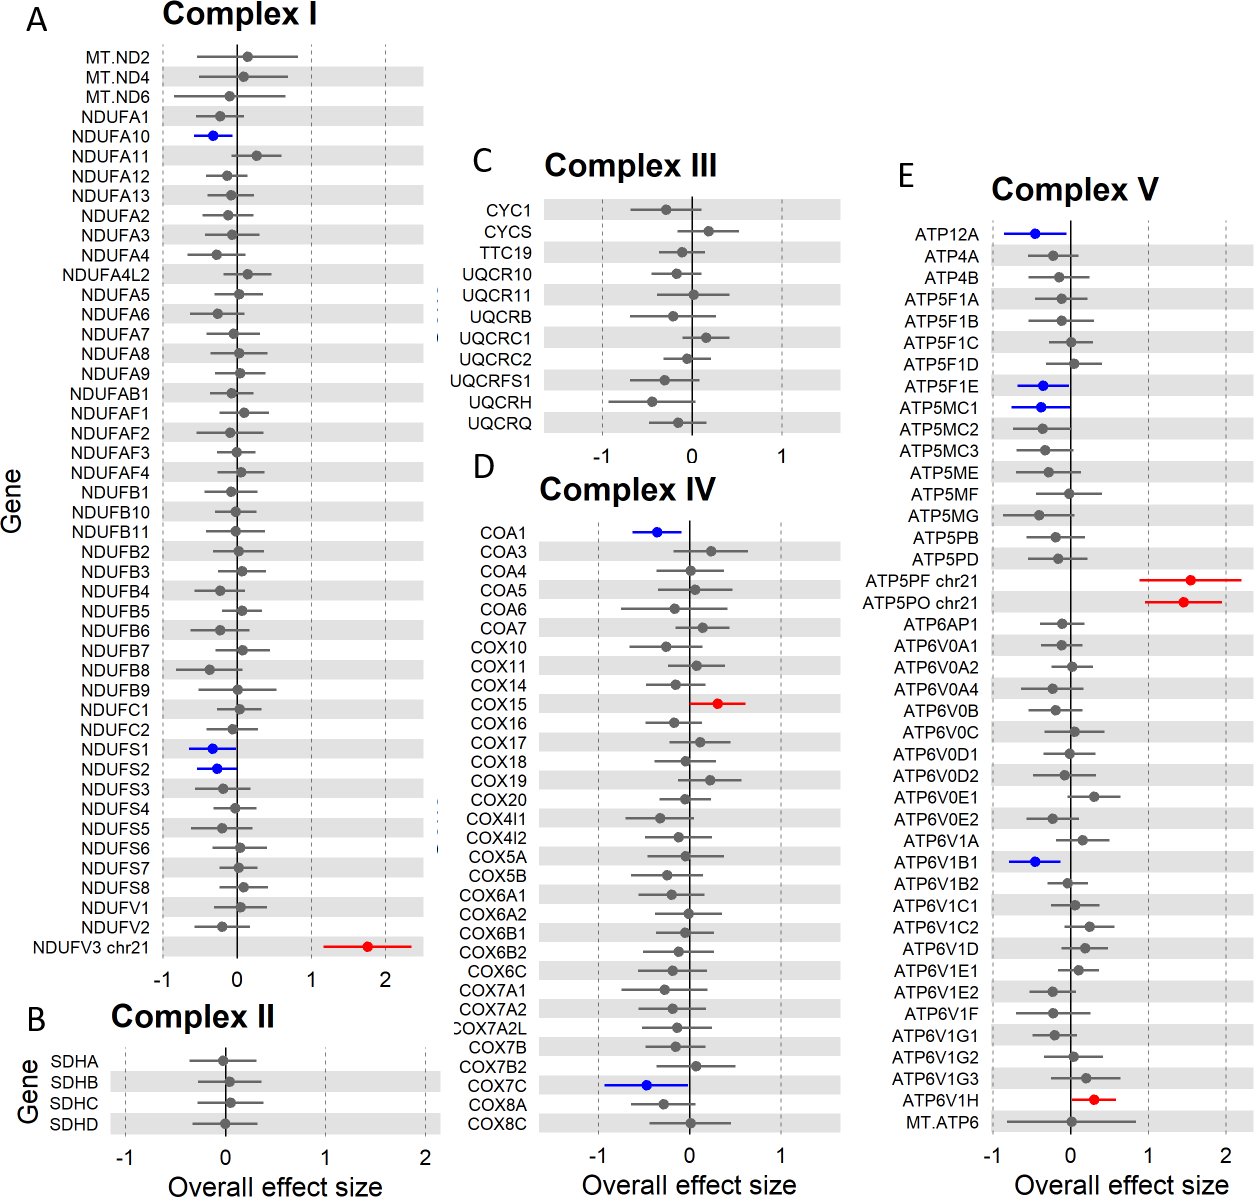 A
Complex I
MT.ND2
MT.ND4
MT.ND6
NDUFA1
NDUFA10
NDUFA11
NDUFA12
NDUFA13
NDUFA2
NDUFA3
NDUFA4
NDUFA4L2
NDUFA5
NDUFA6
NDUFA7
NDUFA8
NDUFA9
NDUFAB1
NDUFAF1
NDUFAF2
NDUFAF3
NDUFAF4
NDUFB1
NDUFB10
NDUFB11
NDUFB2
NDUFB3
NDUFB4
NDUFB5
NDUFB6
NDUFB7
NDUFB8
NDUFB9
NDUFC1
NDUFC2
NDUFS1
NDUFS2
NDUFS3
NDUFS4
NDUFS5
NDUFS6
NDUFS7
NDUFS8
NDUFV1
NDUFV2
NDUFV3 chr21
Gene
-1 0 1 2
B
Complex II
SDHA
SDHB
SDHC
SDHD
Gene
-1 0 1 2
Overall effect size
C
Complex III
CYC1
CYCS
TTC19
UQCR10
UQCR11
UQCRB
UQCRC1
UQCRC2
UQCRFS1
UQCRH
UQCRQ
-1 0 1
D
Complex IV
COA1
COA3
COA4
COA5
COA6
COA7
COX10
COX11
COX14
COX15
COX16
COX17
COX18
COX19
COX20
COX4I1
COX4I2
COX5A
COX5B
COX6A1
COX6A2
COX6B1
COX6B2
COX6C
COX7A1
COX7A2
COX7A2L
COX7B
COX7B2
COX7C
COX8A
COX8C
-1 0 1
Overall effect size
E
Complex V
ATP12A
ATP4A
ATP4B
ATP5F1A
ATP5F1B
ATP5F1C
ATP5F1D
ATP5F1E
ATP5MC1
ATP5MC2
ATP5MC3
ATP5ME
ATP5MF
ATP5MG
ATP5PB
ATP5PD
ATP5PF chr21
ATP5PO chr21
ATP6AP1
ATP6V0A1
ATP6V0A2
ATP6V0A4
ATP6V0B
ATP6V0C
ATP6V0D1
ATP6V0D2
ATP6V0E1
ATP6V0E2
ATP6V1A
ATP6V1B1
ATP6V1B2
ATP6V1C1
ATP6V1C2
ATP6V1D
ATP6V1E1
ATP6V1E2
ATP6V1F
ATP6V1G1
ATP6V1G2
ATP6V1G3
ATP6V1H
MT.ATP6
-1 0 1 2
Overall effect size